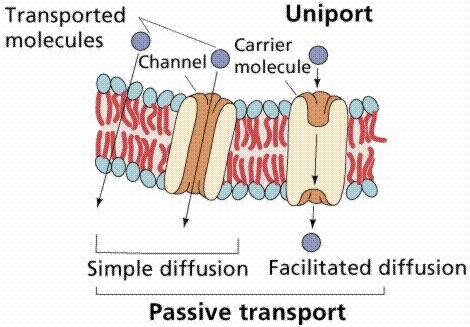 Transported
molecules
Uniport
Channel
Carrier
molecule
Simple diffusion
Facilitated diffusion
Passive transport